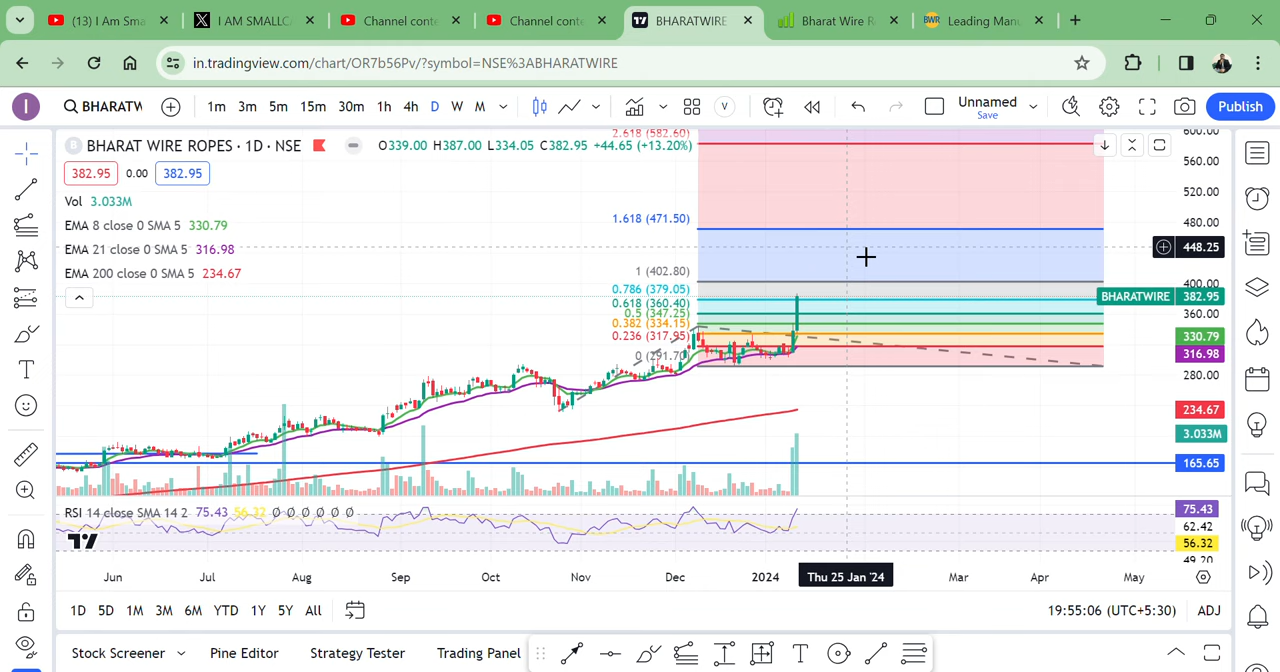 (13) I Am Sma
I AM SMALLC
Channel conte
Channel conte
BHARATWIRE
Bharat Wire R
BWR
Leading Manu
in.tradingview.com/chart/OR7b56Pv/?symbol=NSE%3ABHARATWIRE
I
BHARATW
1m 3m 5m 15m 30m 1h 4h D W M
V
Unnamed
Save
Publish
B
BHARAT WIRE ROPES · 1D · NSE
O339.00 H387.00 L334.05 C382.95 +44.65 (+13.20%)
382.95 0.00 382.95
Vol 3.033M
EMA 8 close 0 SMA 5 330.79
EMA 21 close 0 SMA 5 316.98
EMA 200 close 0 SMA 5 234.67
2.618 (582.60)
1.618 (471.50)
1 (402.80)
0.786 (379.05)
0.618 (360.40)
0.5 (347.25)
0.382 (334.15)
0.236 (317.95)
0 (291.70)
600.00
560.00
520.00
480.00
448.25
400.00
BHARATWIRE 382.95
360.00
330.79
316.98
280.00
234.67
3.033M
165.65
RSI 14 close SMA 14 2 75.43 56.32 Ø Ø Ø Ø Ø Ø
75.43
62.42
56.32
49.20
Jun Jul Aug Sep Oct Nov Dec 2024 Thu 25 Jan '24 Mar Apr May
1D 5D 1M 3M 6M YTD 1Y 5Y All
19:55:06 (UTC+5:30) ADJ
Stock Screener Pine Editor Strategy Tester Trading Panel
T